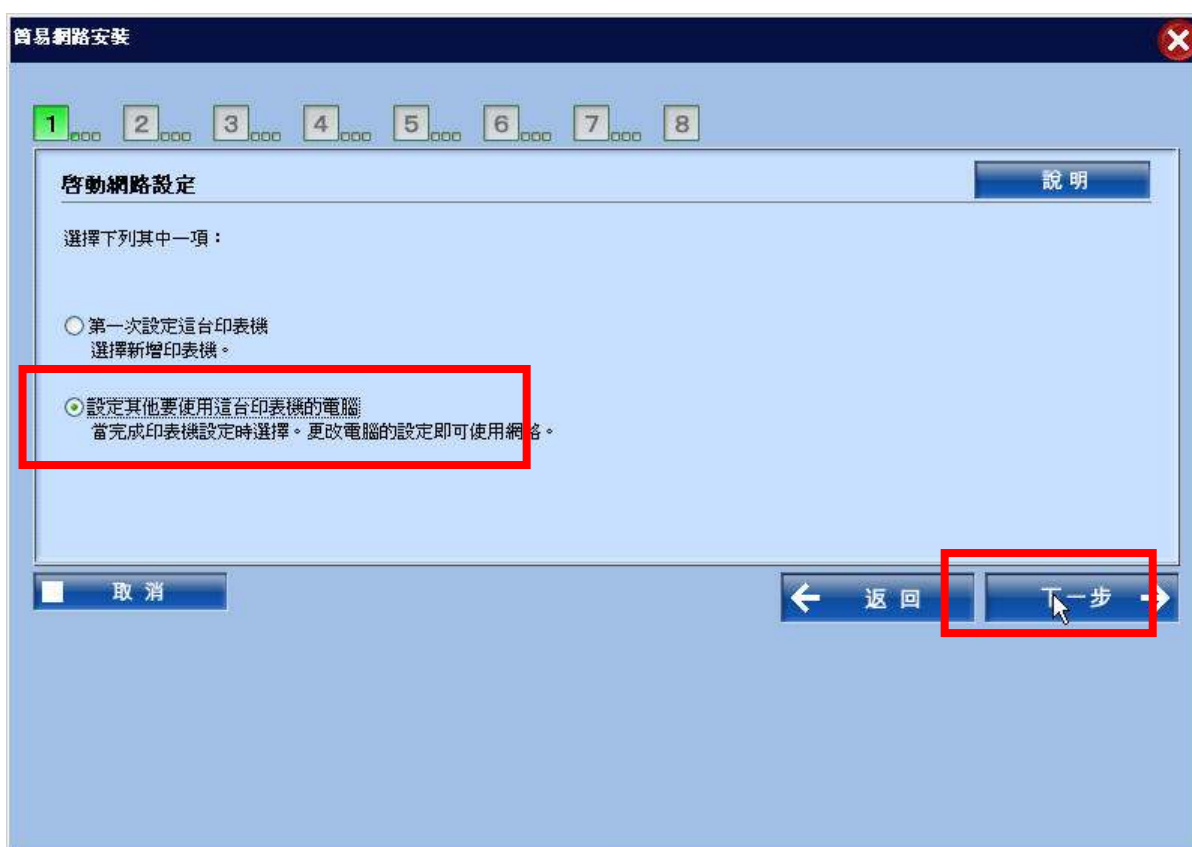 簡易網路安裝
1 2 3 4 5 6 7 8
啓動網路設定
說明
選擇下列其中一項：
第一次設定這台印表機
選擇新增印表機。
設定其他要使用這台印表機的電腦
當完成印表機設定時選擇。更改電腦的設定即可使用網路。
取消
返回
下一步